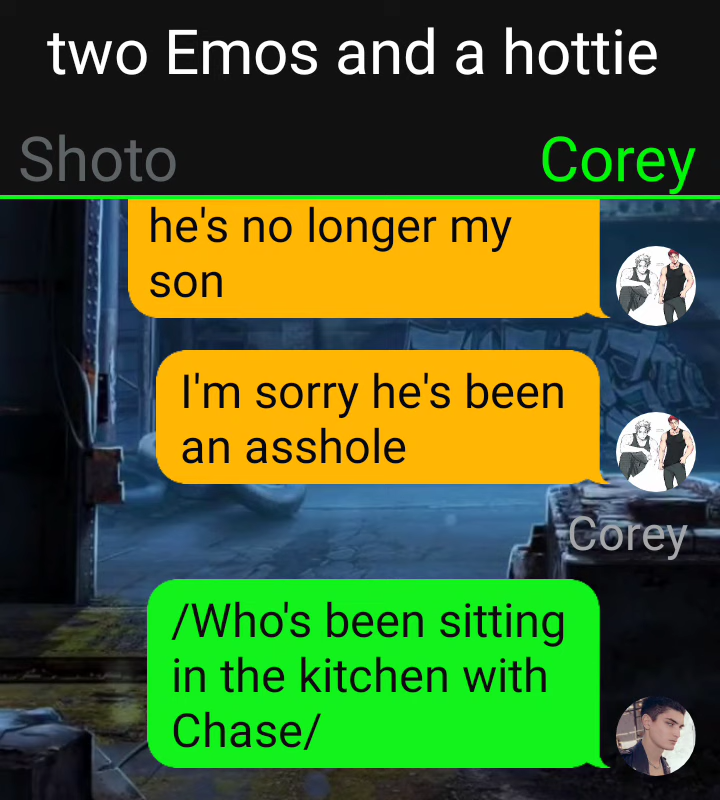 two Emos and a hottie
Shoto
Corey
he's no longer my
son
I'm sorry he's been
an asshole
Corey
/Who's been sitting
in the kitchen with
Chase/